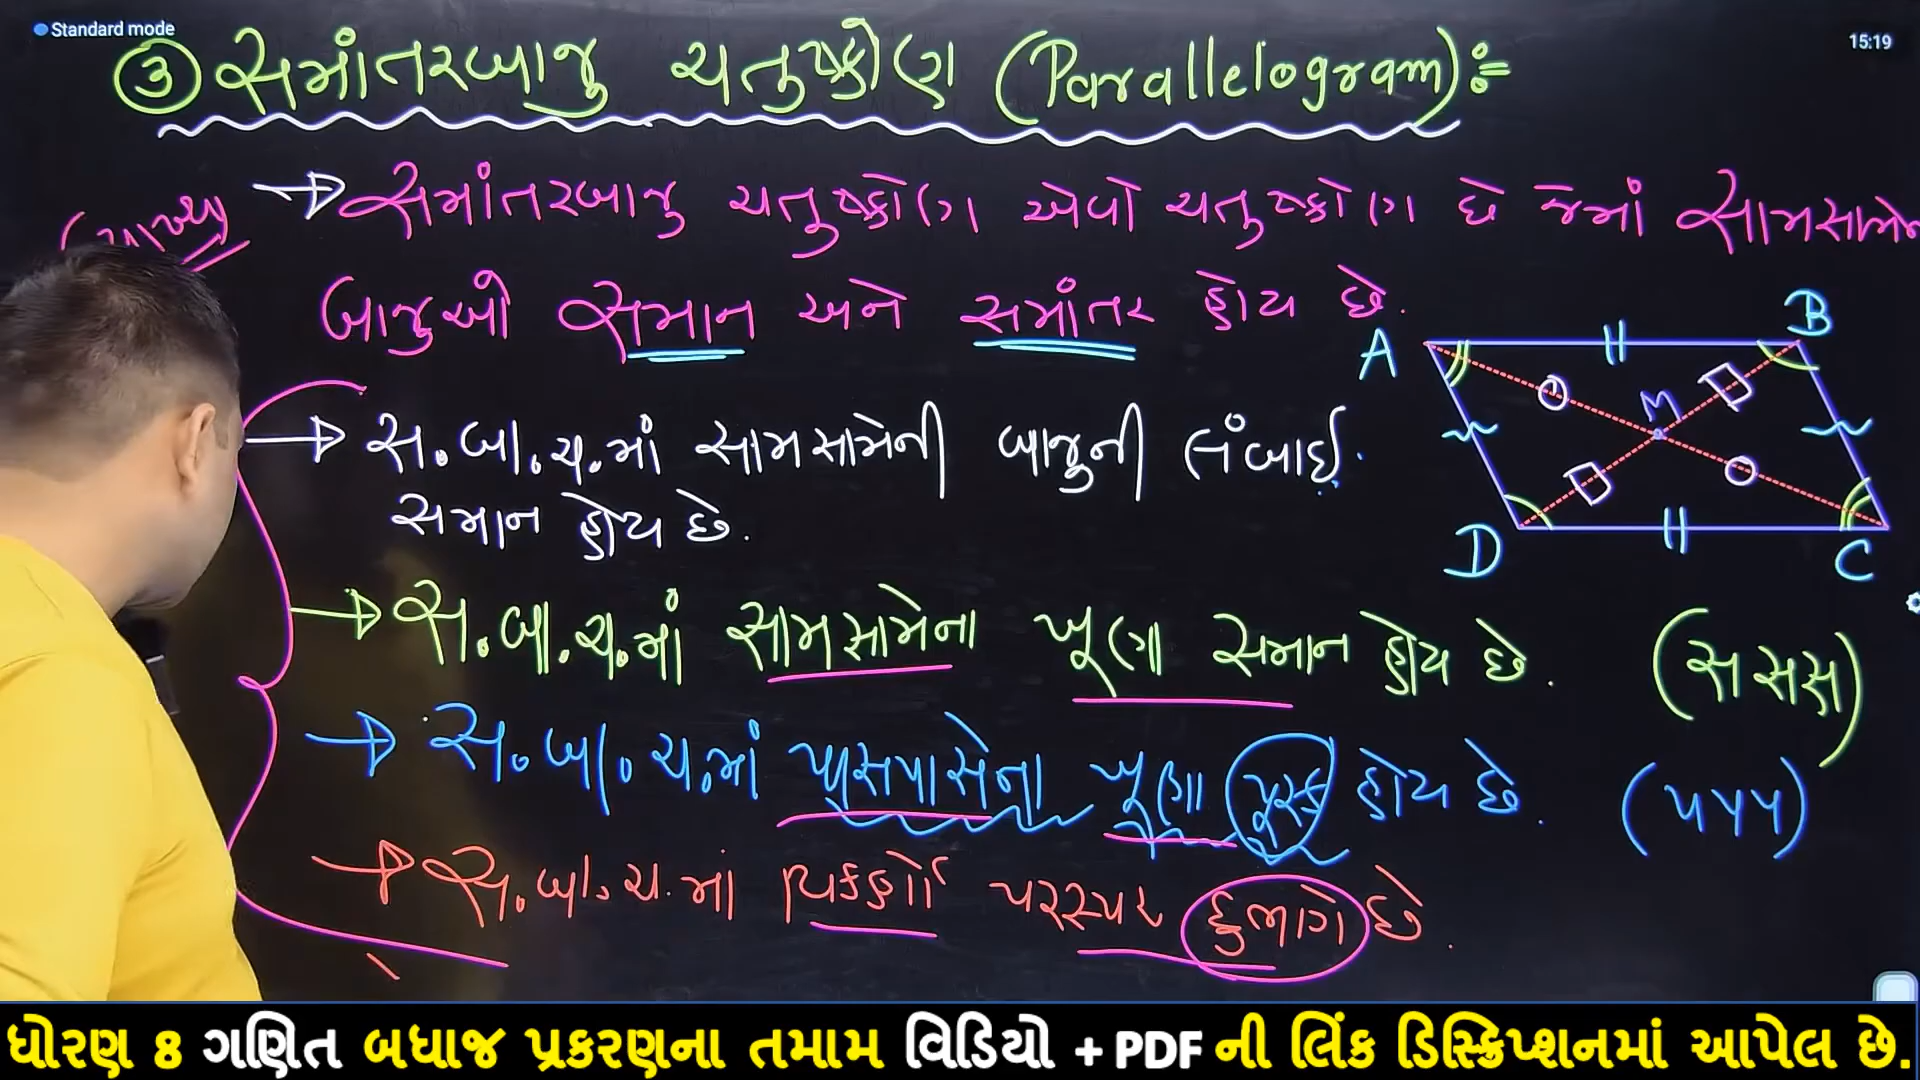 Standard mode
15:19
③ સમાંતરબાજુ ચતુષ્કોણ (Parallelogram):=
→ સમાંતરબાજુ ચતુષ્કોણ એવો ચતુષ્કોણ છે જેમાં સામસામેન
બાજુઓ સમાન અને સમાંતર હોય છે.
→ સ.બા.ચ.માં સામસામેની બાજુની લંબાઈ
સમાન હોય છે.
A B M D C
→ સ.બા.ચ.માં સામસામેના ખૂણા સમાન હોય છે. (સસસ)
→ સ.બા.ચ.માં પાસપાસેના ખૂણા પૂરક હોય છે. (પપપ)
→ સ.બા.ચ.માં વિકર્ણો પરસ્પર દુભાગે છે.
ધોરણ 8 ગણિત બધાજ પ્રકરણના તમામ વિડિયો + PDF ની લિંક ડિસ્ક્રિપ્શનમાં આપેલ છે.